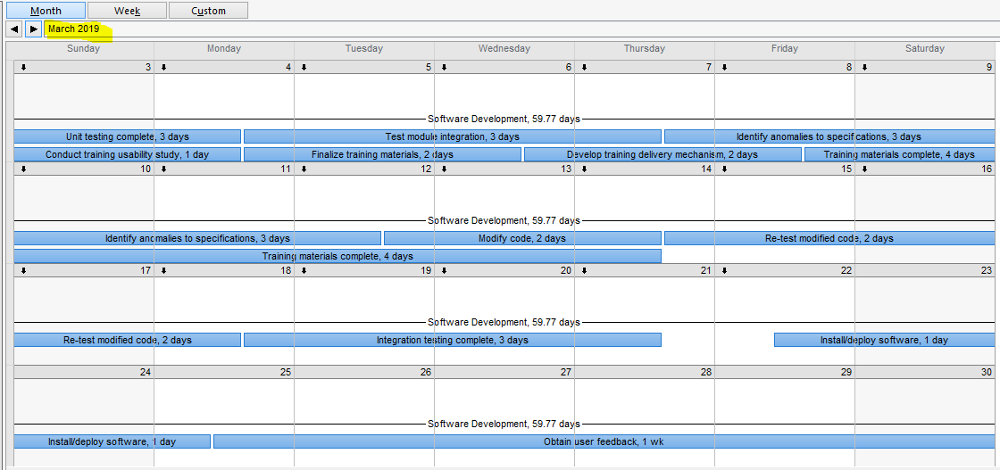 Month Week Custom
March 2019
Sunday Monday Tuesday Wednesday Thursday Friday Saturday
3 4 5 6 7 8 9
Software Development, 59.77 days
Unit testing complete, 3 days Test module integration, 3 days Identify anomalies to specifications, 3 days
Conduct training usability study, 1 day Finalize training materials, 2 days Develop training delivery mechanism, 2 days Training materials complete, 4 days
10 11 12 13 14 15 16
Software Development, 59.77 days
Identify anomalies to specifications, 3 days Modify code, 2 days Re-test modified code, 2 days
Training materials complete, 4 days
17 18 19 20 21 22 23
Software Development, 59.77 days
Re-test modified code, 2 days Integration testing complete, 3 days Install/deploy software, 1 day
24 25 26 27 28 29 30
Software Development, 59.77 days
Install/deploy software, 1 day Obtain user feedback, 1 wk